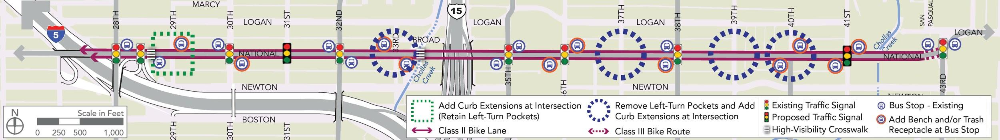 MARCY
28TH
29TH
30TH
31ST
32ND
33RD
35TH
6TH
37TH
38TH
39TH
40TH
41ST
43RD
SAN
PASQUAL
LOGAN
LOGAN
LOGAN
LOGAN
5
15
BROAD
NATIONAL
NATIONAL
Chollas
Creek
Chollas
Creek
NEWTON
NEWTON
NEWTON
BOSTON
29TH
30TH
31ST
N
Scale in Feet
0 250 500 1,000
Add Curb Extensions at Intersection
(Retain Left-Turn Pockets)
Class II Bike Lane
Remove Left-Turn Pockets and Add
Curb Extensions at Intersection
Class III Bike Route
Existing Traffic Signal
Proposed Traffic Signal
High-Visibility Crosswalk
Bus Stop - Existing
Add Bench and/or Trash
Receptacle at Bus Stop